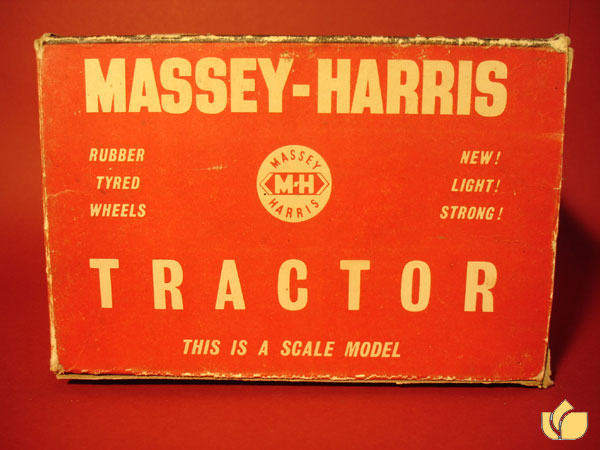 MASSEY-HARRIS
RUBBER
TYRED
WHEELS
MASSEY
M-H
HARRIS
NEW!
LIGHT!
STRONG!
TRACTOR
THIS IS A SCALE MODEL